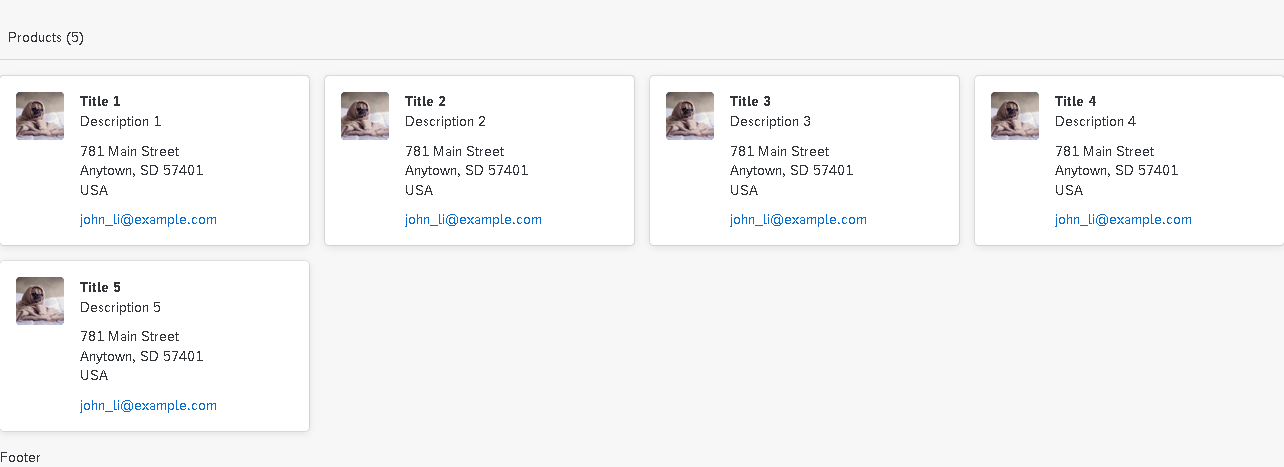 Products (5)
Title 1
Description 1
781 Main Street
Anytown, SD 57401
USA
john_li@example.com
Title 2
Description 2
781 Main Street
Anytown, SD 57401
USA
john_li@example.com
Title 3
Description 3
781 Main Street
Anytown, SD 57401
USA
john_li@example.com
Title 4
Description 4
781 Main Street
Anytown, SD 57401
USA
john_li@example.com
Title 5
Description 5
781 Main Street
Anytown, SD 57401
USA
john_li@example.com
Footer